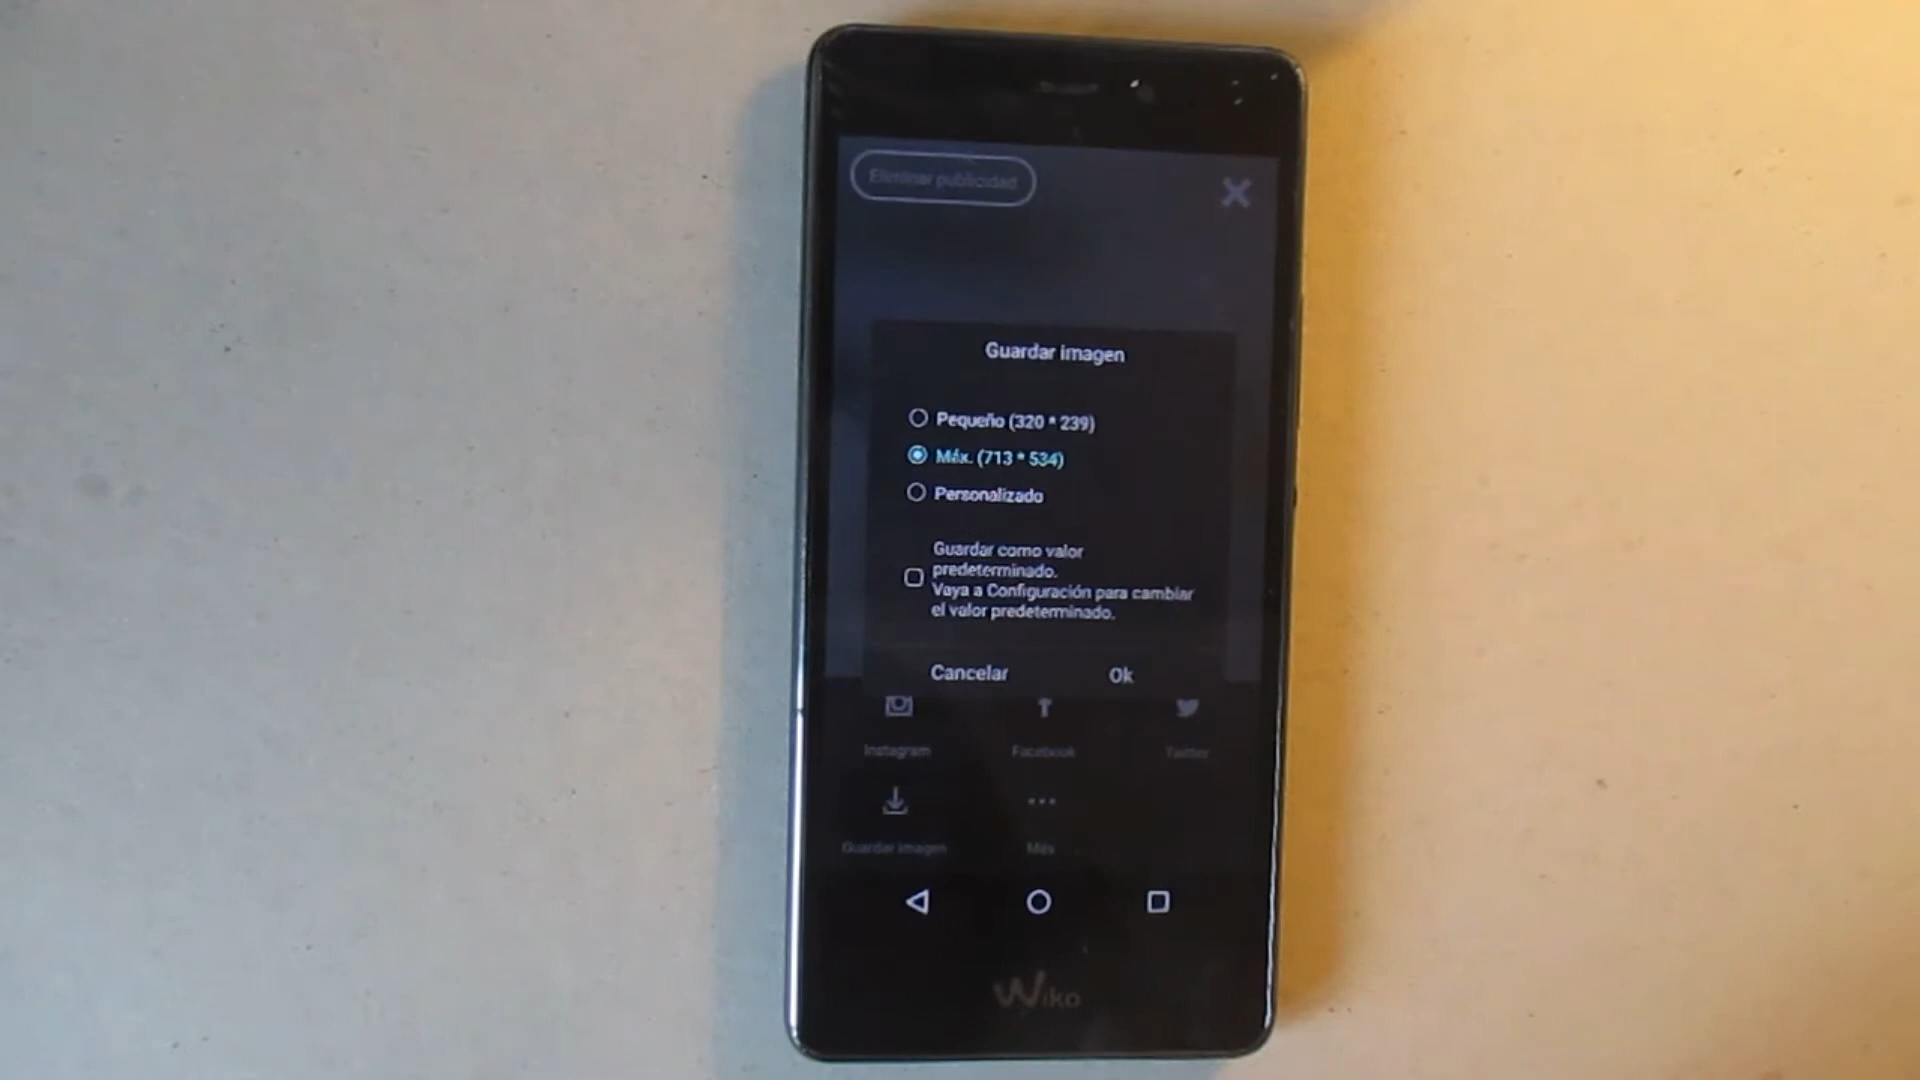 Eliminar publicidad
Guardar imagen
Pequeño (320 * 239)
Máx. (713 * 534)
Personalizado
Guardar como valor
predeterminado.
Vaya a Configuración para cambiar
el valor predeterminado.
Cancelar Ok
Instagram Facebook Twitter
Guardar imagen Más
Wiko